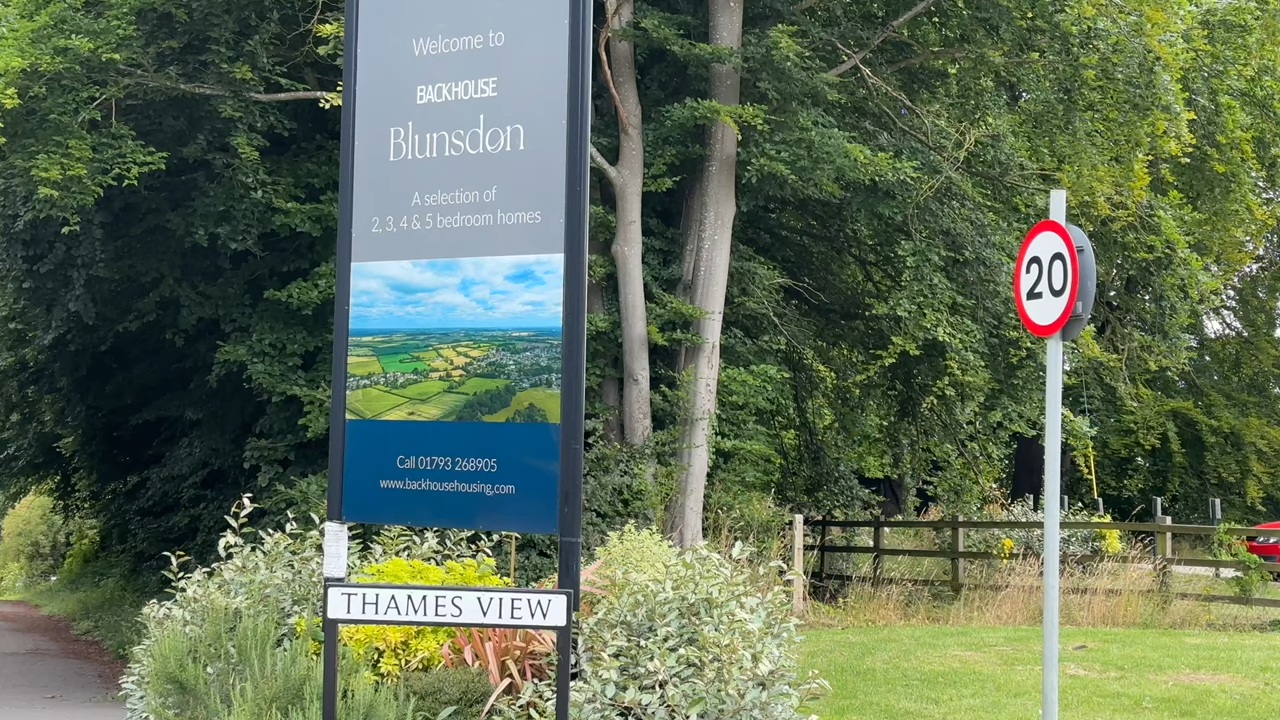 Welcome to
BACKHOUSE
Blunsdon
A selection of
2, 3, 4 & 5 bedroom homes
Call 01793 268905
www.backhousehousing.com
THAMES VIEW
20